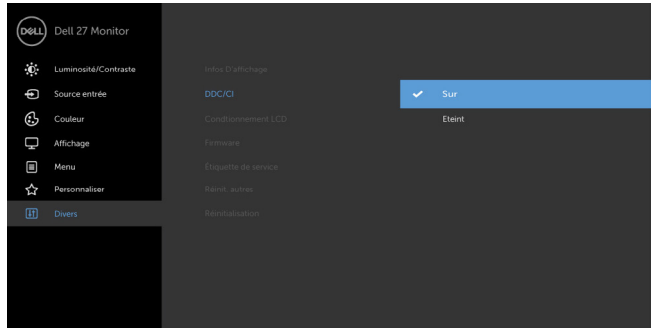 DELL
Dell 27 Monitor
Luminosité/Contraste
Source entrée
Couleur
Affichage
Menu
Personnaliser
Divers
Infos D'affichage
DDC/CI
Condtionnement LCD
Firmware
Étiquette de service
Réinit. autres
Réinitialisation
Sur
Eteint